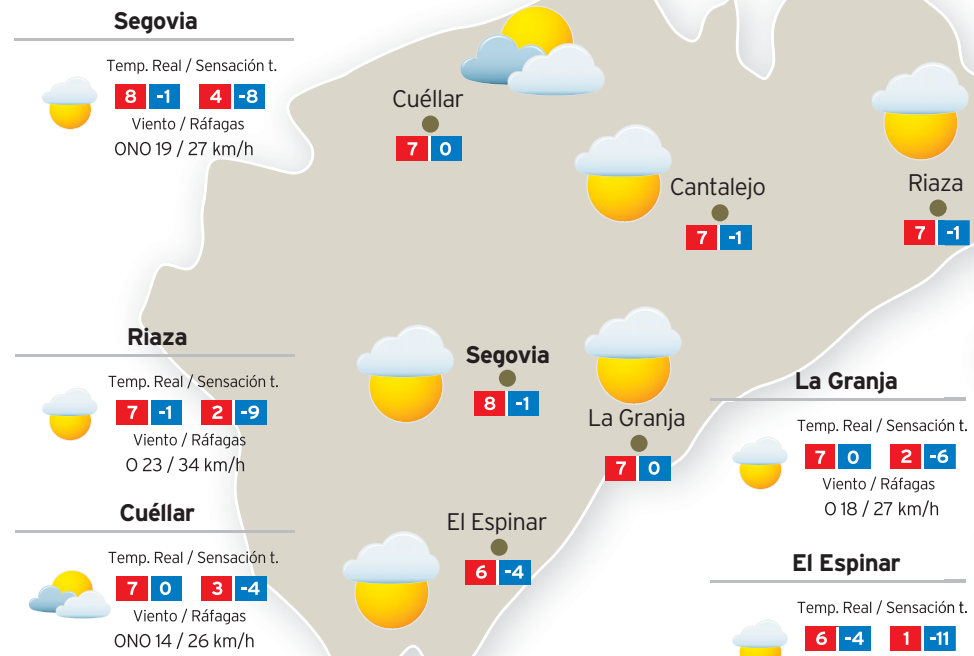 Segovia
Temp. Real / Sensación t.
8 -1 4 -8
Viento / Ráfagas
ONO 19 / 27 km/h
Riaza
Temp. Real / Sensación t.
7 -1 2 -9
Viento / Ráfagas
O 23 / 34 km/h
Cuéllar
Temp. Real / Sensación t.
7 0 3 -4
Viento / Ráfagas
ONO 14 / 26 km/h
Cuéllar
7 0
Cantalejo
7 -1
Riaza
7 -1
Segovia
8 -1
La Granja
7 0
El Espinar
6 -4
La Granja
Temp. Real / Sensación t.
7 0 2 -6
Viento / Ráfagas
O 18 / 27 km/h
El Espinar
Temp. Real / Sensación t.
6 -4 1 -11